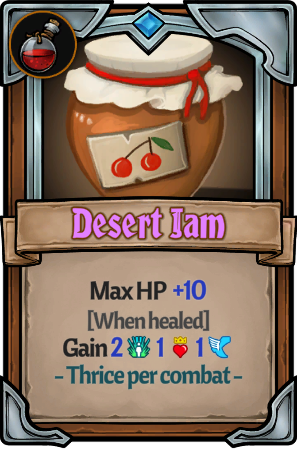 Desert Jam
Max HP +10
[When healed]
Gain 2 1 1
- Thrice per combat -